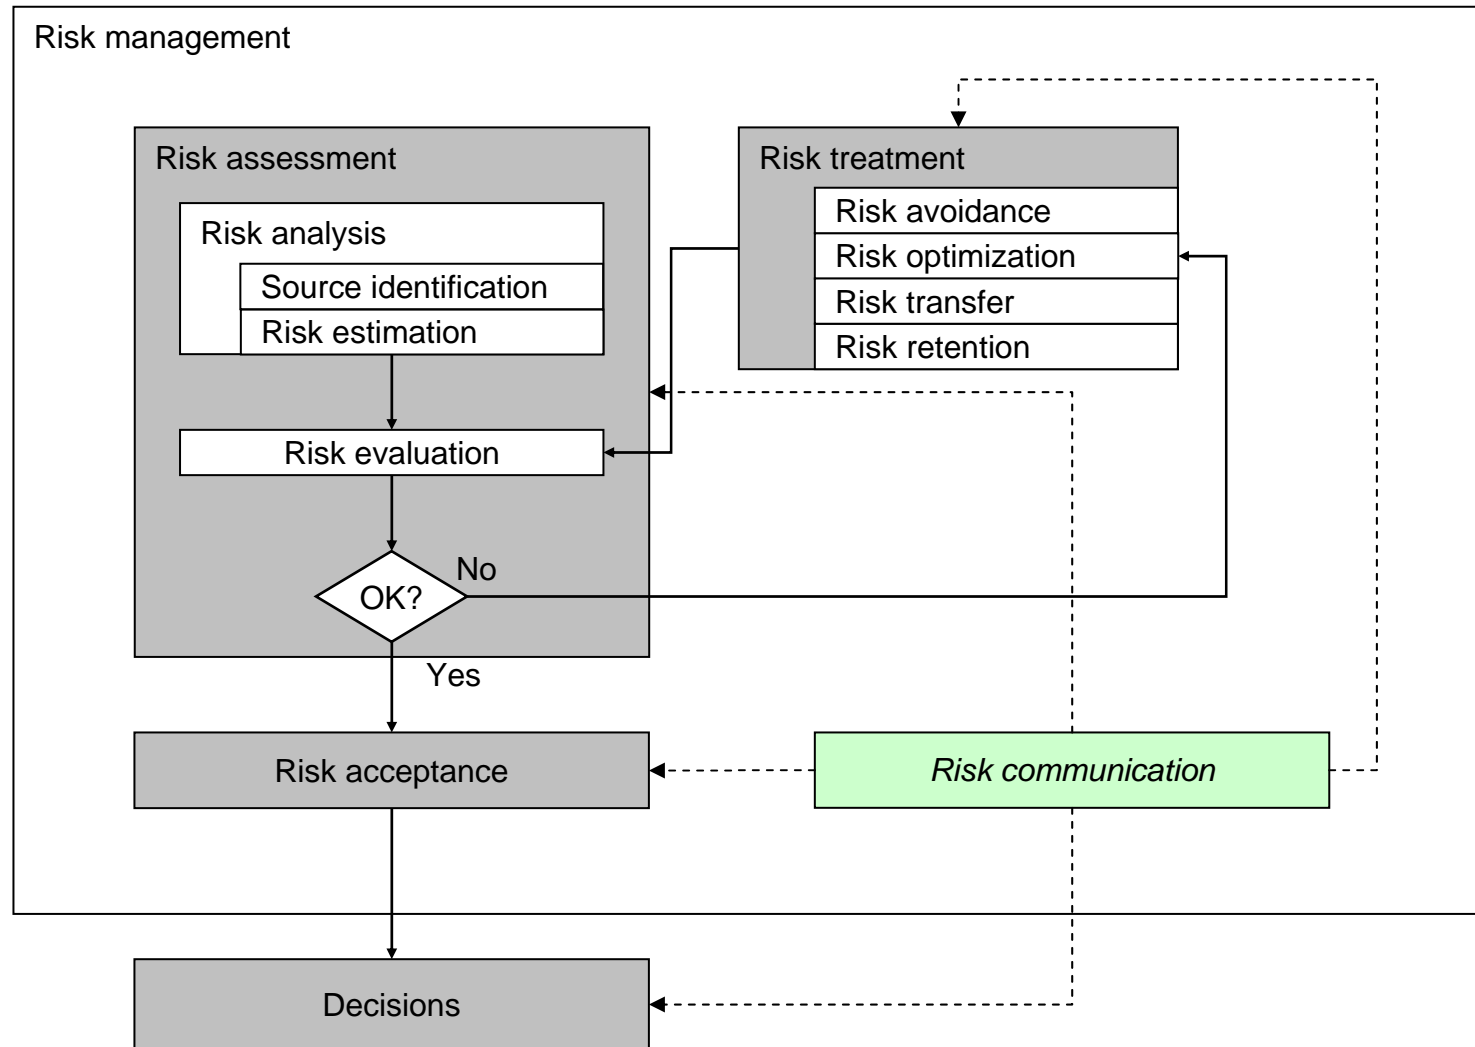 Risk management
Risk assessment
Risk analysis
Source identification
Risk estimation
Risk evaluation
OK?
No
Yes
Risk treatment
Risk avoidance
Risk optimization
Risk transfer
Risk retention
Risk acceptance
Risk communication
Decisions